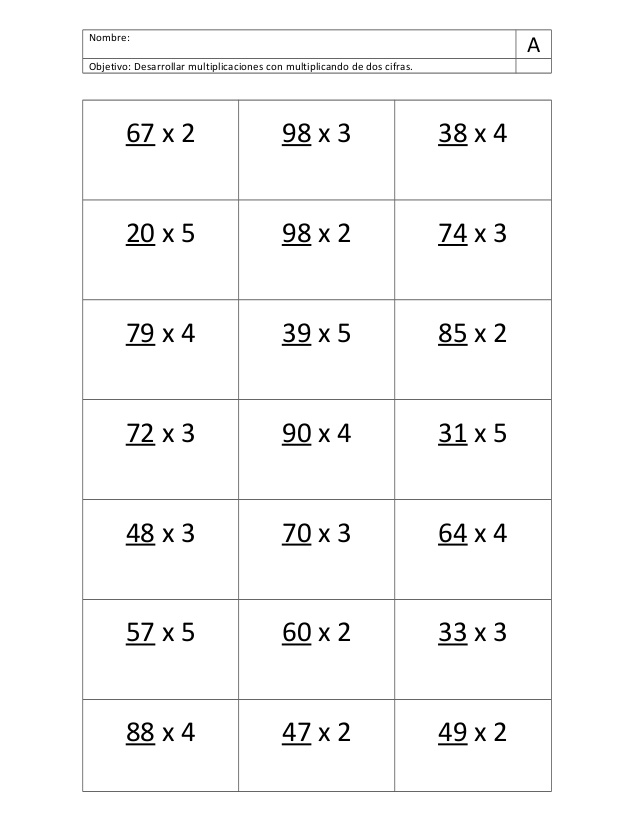 Nombre:
A
Objetivo: Desarrollar multiplicaciones con multiplicando de dos cifras.
67 x 2 98 x 3 38 x 4
20 x 5 98 x 2 74 x 3
79 x 4 39 x 5 85 x 2
72 x 3 90 x 4 31 x 5
48 x 3 70 x 3 64 x 4
57 x 5 60 x 2 33 x 3
88 x 4 47 x 2 49 x 2